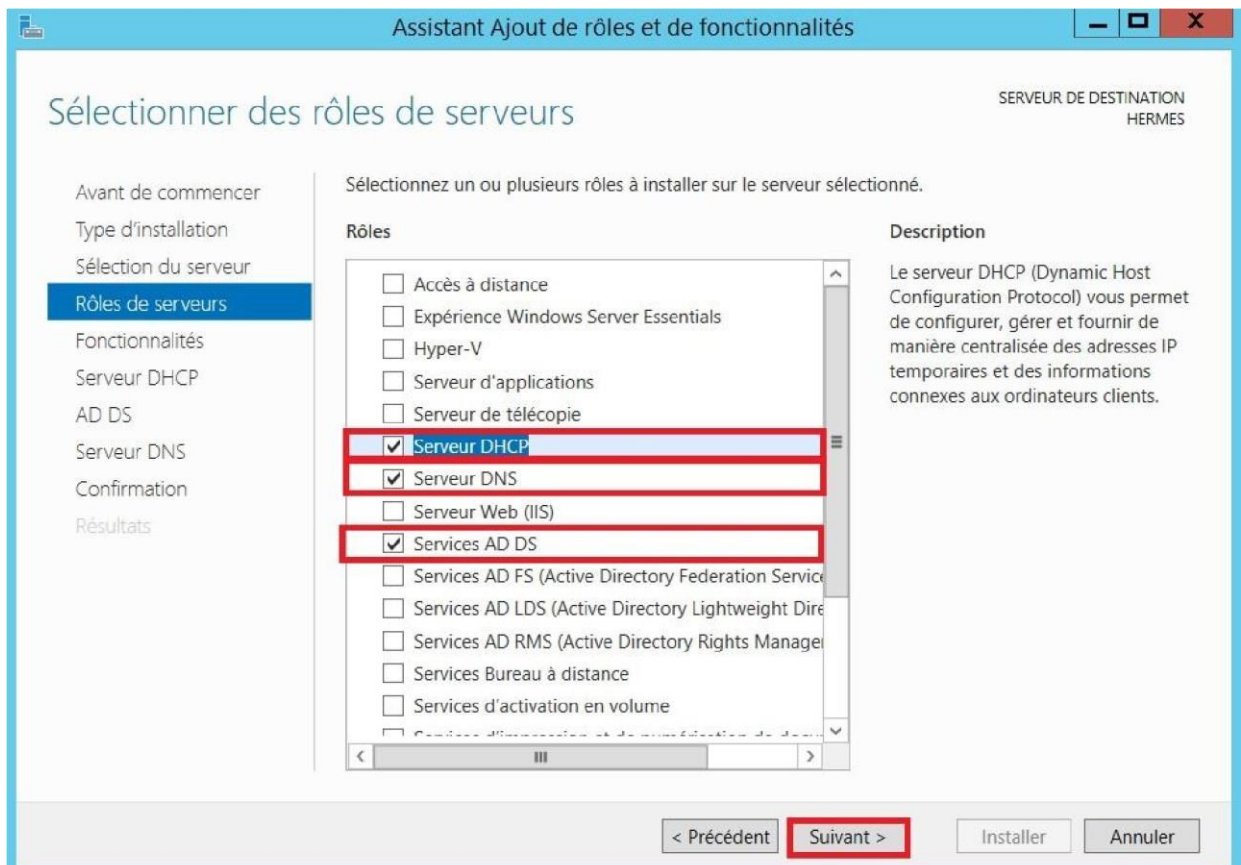 Assistant Ajout de rôles et de fonctionnalités
X
Sélectionner des rôles de serveurs
SERVEUR DE DESTINATION
HERMES
Avant de commencer
Type d'installation
Sélection du serveur
Rôles de serveurs
Fonctionnalités
Serveur DHCP
AD DS
Serveur DNS
Confirmation
Résultats
Sélectionnez un ou plusieurs rôles à installer sur le serveur sélectionné.
Rôles
Accès à distance
Expérience Windows Server Essentials
Hyper-V
Serveur d'applications
Serveur de télécopie
Serveur DHCP
Serveur DNS
Serveur Web (IIS)
Services AD DS
Services AD FS (Active Directory Federation Service
Services AD LDS (Active Directory Lightweight Dire
Services AD RMS (Active Directory Rights Manage
Services Bureau à distance
Services d'activation en volume
Description
Le serveur DHCP (Dynamic Host
Configuration Protocol) vous permet
de configurer, gérer et fournir de
manière centralisée des adresses IP
temporaires et des informations
connexes aux ordinateurs clients.
< Précédent
Suivant >
Installer
Annuler